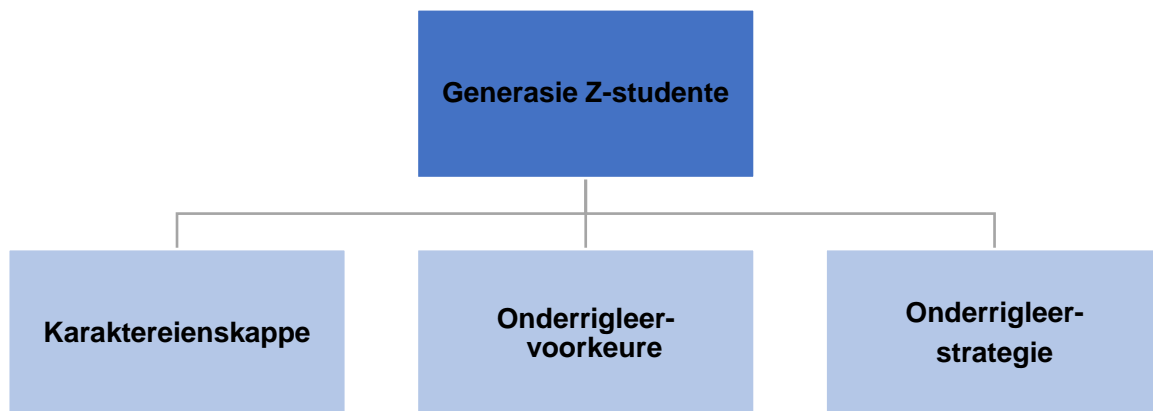 Generasie Z-studente
Karaktereienskappe
Onderrigleer-
voorkeure
Onderrigleer-
strategie